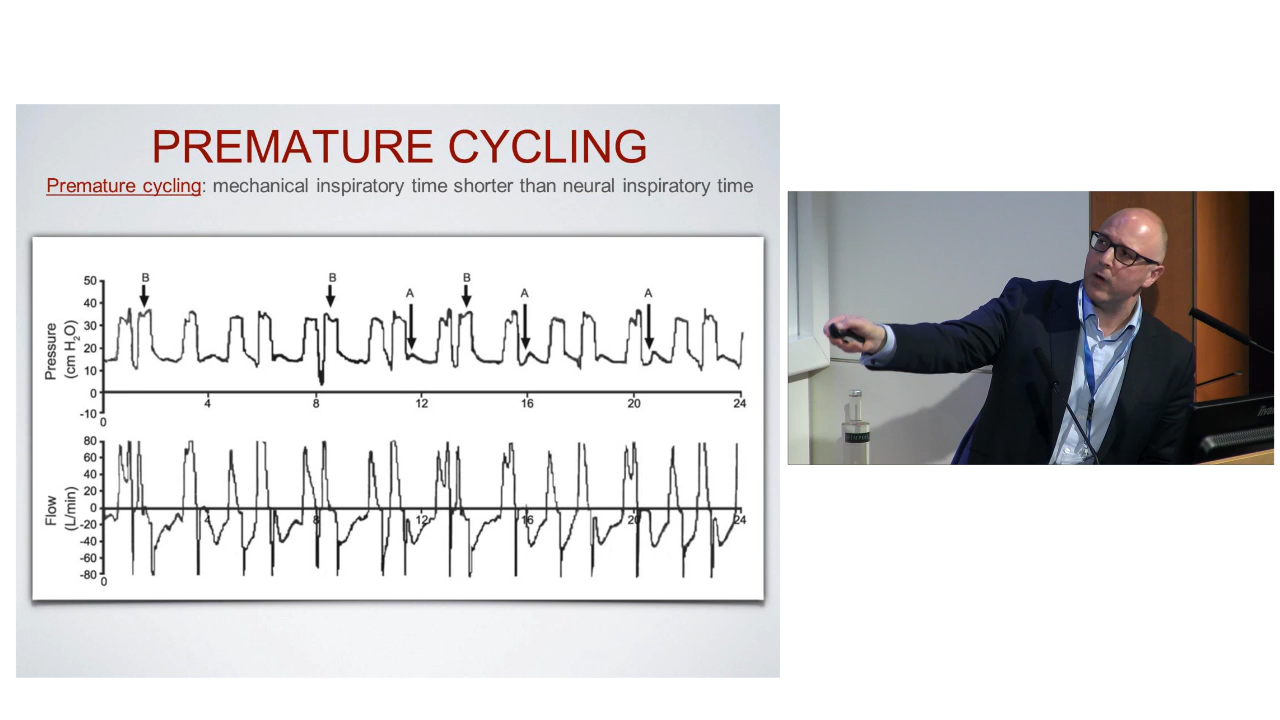 PREMATURE CYCLING
Premature cycling: mechanical inspiratory time shorter than neural inspiratory time
B
B
B
A
A
A
Pressure
(cm H2O)
50
40
30
20
10
0
-10
0
4
8
12
16
20
24
Flow
(L/min)
80
60
40
20
0
-20
-40
-60
-80
0
4
8
12
16
20
24